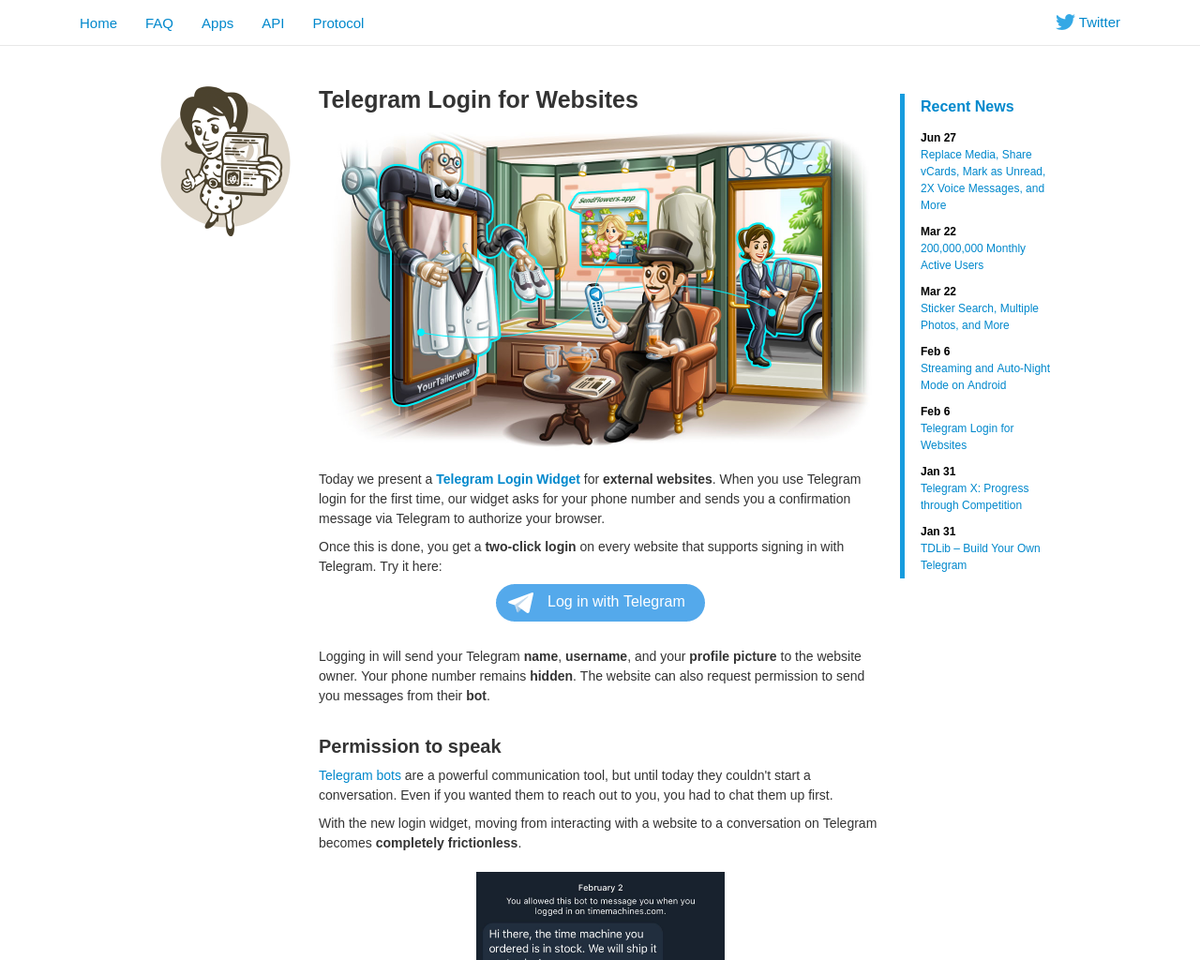 Home FAQ Apps API Protocol
Twitter
Telegram Login for Websites
SendFlowers.app
YourTailor.web
Today we present a Telegram Login Widget for external websites. When you use Telegram
login for the first time, our widget asks for your phone number and sends you a confirmation
message via Telegram to authorize your browser.
Once this is done, you get a two-click login on every website that supports signing in with
Telegram. Try it here:
Log in with Telegram
Logging in will send your Telegram name, username, and your profile picture to the website
owner. Your phone number remains hidden. The website can also request permission to send
you messages from their bot.
Permission to speak
Telegram bots are a powerful communication tool, but until today they couldn't start a
conversation. Even if you wanted them to reach out to you, you had to chat them up first.
With the new login widget, moving from interacting with a website to a conversation on Telegram
becomes completely frictionless.
February 2
You allowed this bot to message you when you
logged in on timemachines.com.
Hi there, the time machine you
ordered is in stock. We will ship it
Recent News
Jun 27
Replace Media, Share
vCards, Mark as Unread,
2X Voice Messages, and
More
Mar 22
200,000,000 Monthly
Active Users
Mar 22
Sticker Search, Multiple
Photos, and More
Feb 6
Streaming and Auto-Night
Mode on Android
Feb 6
Telegram Login for
Websites
Jan 31
Telegram X: Progress
through Competition
Jan 31
TDLib – Build Your Own
Telegram